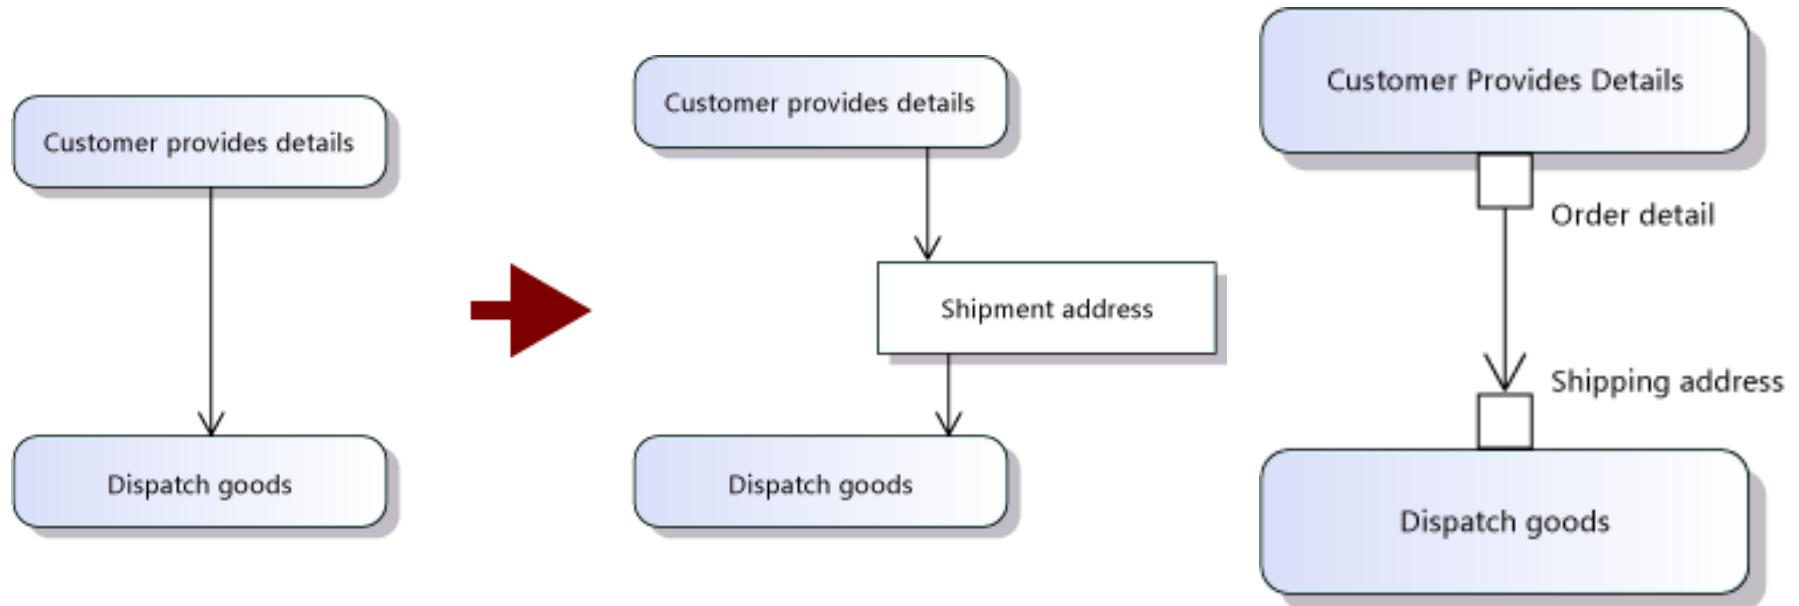 Customer provides details
Dispatch goods
Customer provides details
Shipment address
Dispatch goods
Customer Provides Details
Order detail
Shipping address
Dispatch goods